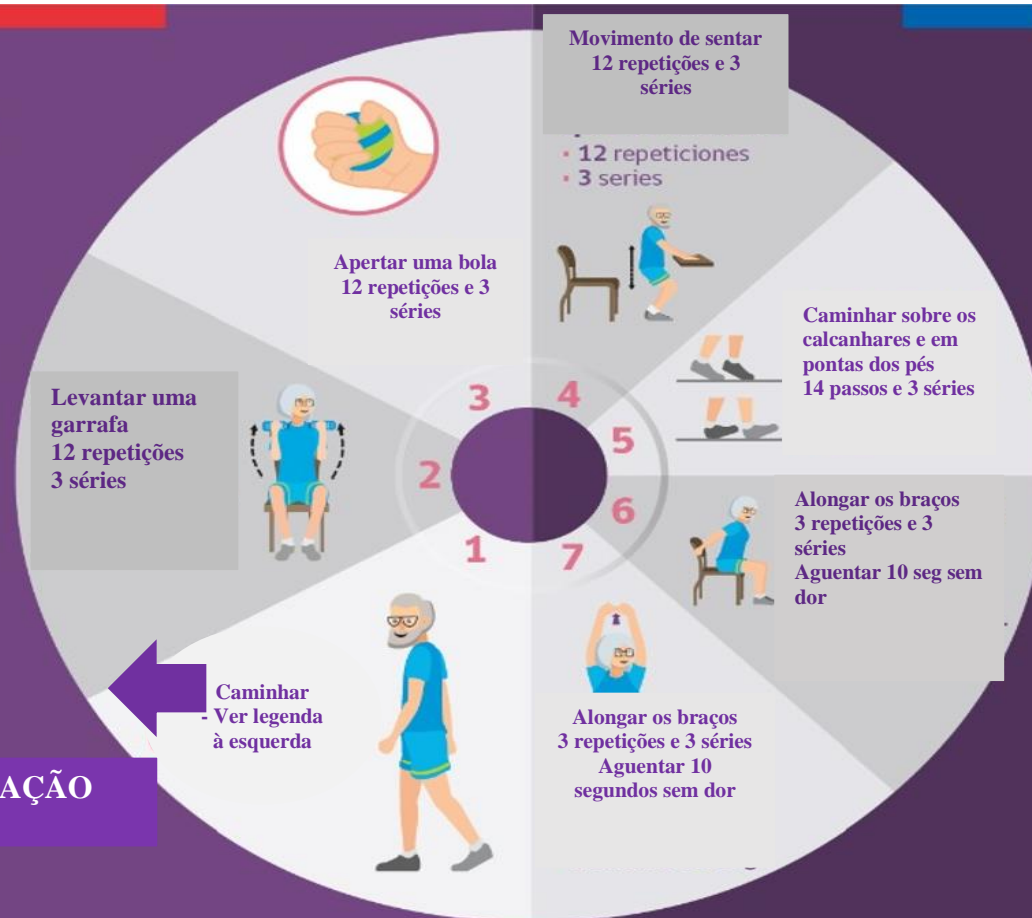 Movimento de sentar
12 repetições e 3
séries
• 12 repeticiones
• 3 series
Apertar uma bola
12 repetições e 3
séries
Caminhar sobre os
calcanhares e em
pontas dos pés
14 passos e 3 séries
Levantar uma
garrafa
12 repetições
3 séries
3
4
2
5
6
1
7
Alongar os braços
3 repetições e 3
séries
Aguentar 10 seg sem
dor
Caminhar
- Ver legenda
à esquerda
Alongar os braços
3 repetições e 3 séries
Aguentar 10
segundos sem dor
AÇÃO